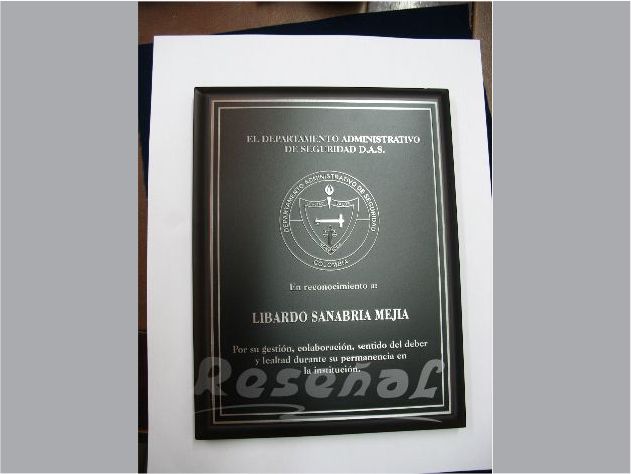 EL DEPARTAMENTO ADMINISTRATIVO
DE SEGURIDAD D.A.S.
DEPARTAMENTO ADMINISTRATIVO DE SEGURIDAD
COLOMBIA
En reconocimiento a:
LIBARDO SANABRIA MEJIA
Por su gestión, colaboración, sentido del deber
y lealtad durante su permanencia en
la institución.
Reseñal